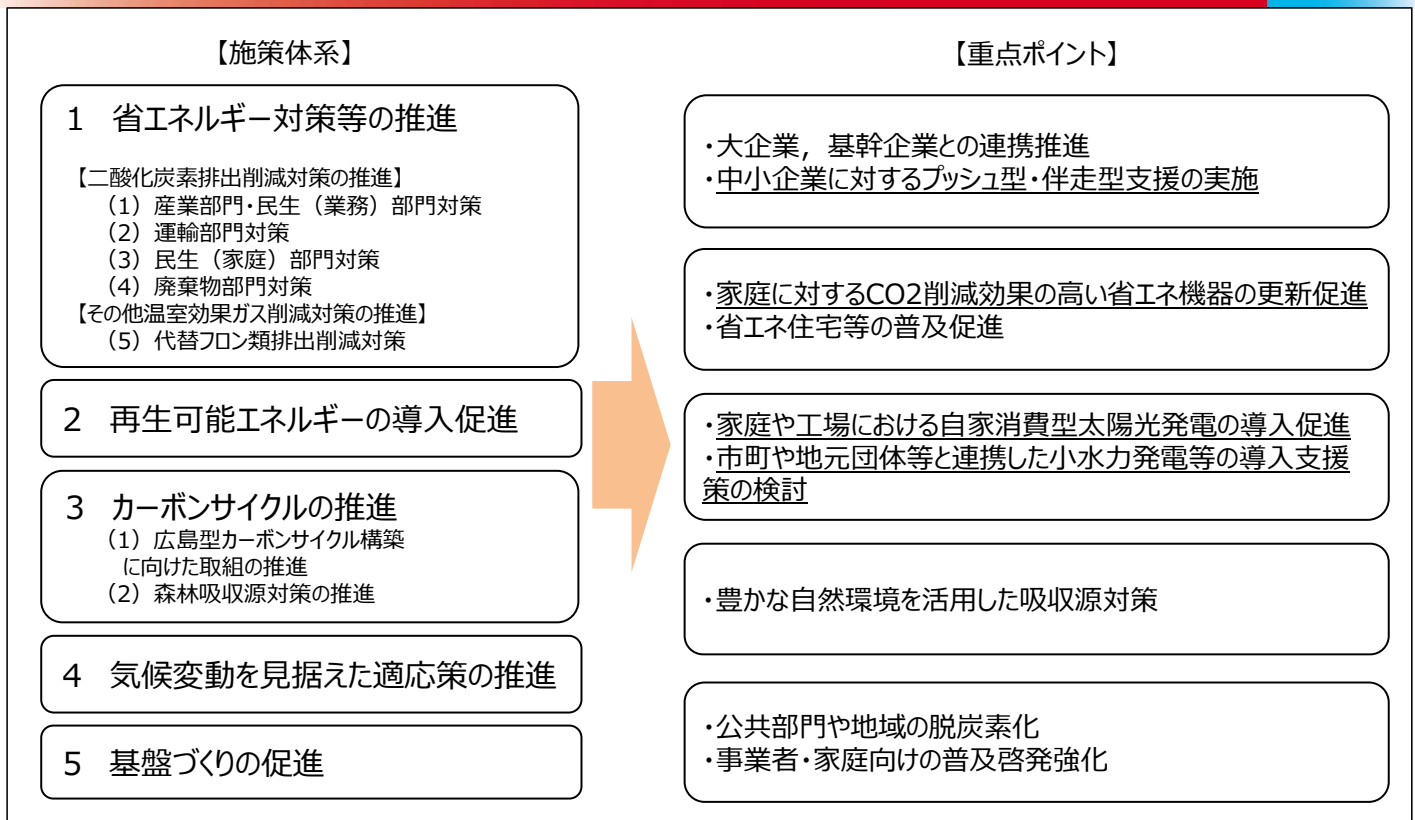 【施策体系】
1 省エネルギー対策等の推進
【二酸化炭素排出削減対策の推進】
（1）産業部門・民生（業務）部門対策
（2）運輸部門対策
（3）民生（家庭）部門対策
（4）廃棄物部門対策
【その他温室効果ガス削減対策の推進】
（5）代替フロン類排出削減対策
2 再生可能エネルギーの導入促進
3 カーボンサイクルの推進
（1）広島型カーボンサイクル構築
に向けた取組の推進
（2）森林吸収源対策の推進
4 気候変動を見据えた適応策の推進
5 基盤づくりの促進
【重点ポイント】
・大企業，基幹企業との連携推進
・中小企業に対するプッシュ型・伴走型支援の実施
・家庭に対するCO2削減効果の高い省エネ機器の更新促進
・省エネ住宅等の普及促進
・家庭や工場における自家消費型太陽光発電の導入促進
・市町や地元団体等と連携した小水力発電等の導入支援
策の検討
・豊かな自然環境を活用した吸収源対策
・公共部門や地域の脱炭素化
・事業者・家庭向けの普及啓発強化